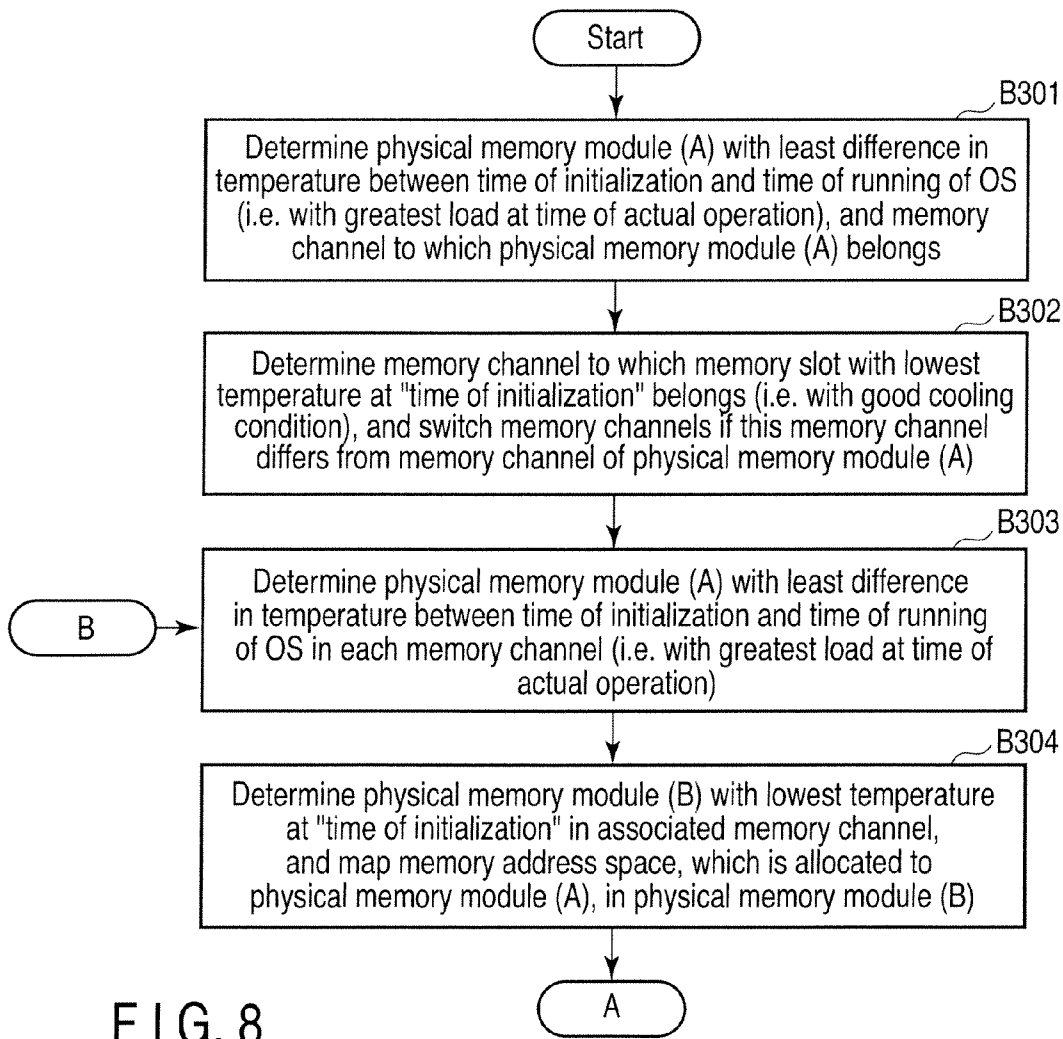 Start
B301
Determine physical memory module (A) with least difference in
temperature between time of initialization and time of running of OS
(i.e. with greatest load at time of actual operation), and memory
channel to which physical memory module (A) belongs
B302
Determine memory channel to which memory slot with lowest
temperature at "time of initialization" belongs (i.e. with good cooling
condition), and switch memory channels if this memory channel
differs from memory channel of physical memory module (A)
B303
Determine physical memory module (A) with least difference
in temperature between time of initialization and time of running
of OS in each memory channel (i.e. with greatest load at time of
actual operation)
B
B304
Determine physical memory module (B) with lowest temperature
at "time of initialization" in associated memory channel,
and map memory address space, which is allocated to
physical memory module (A), in physical memory module (B)
A
FIG. 8